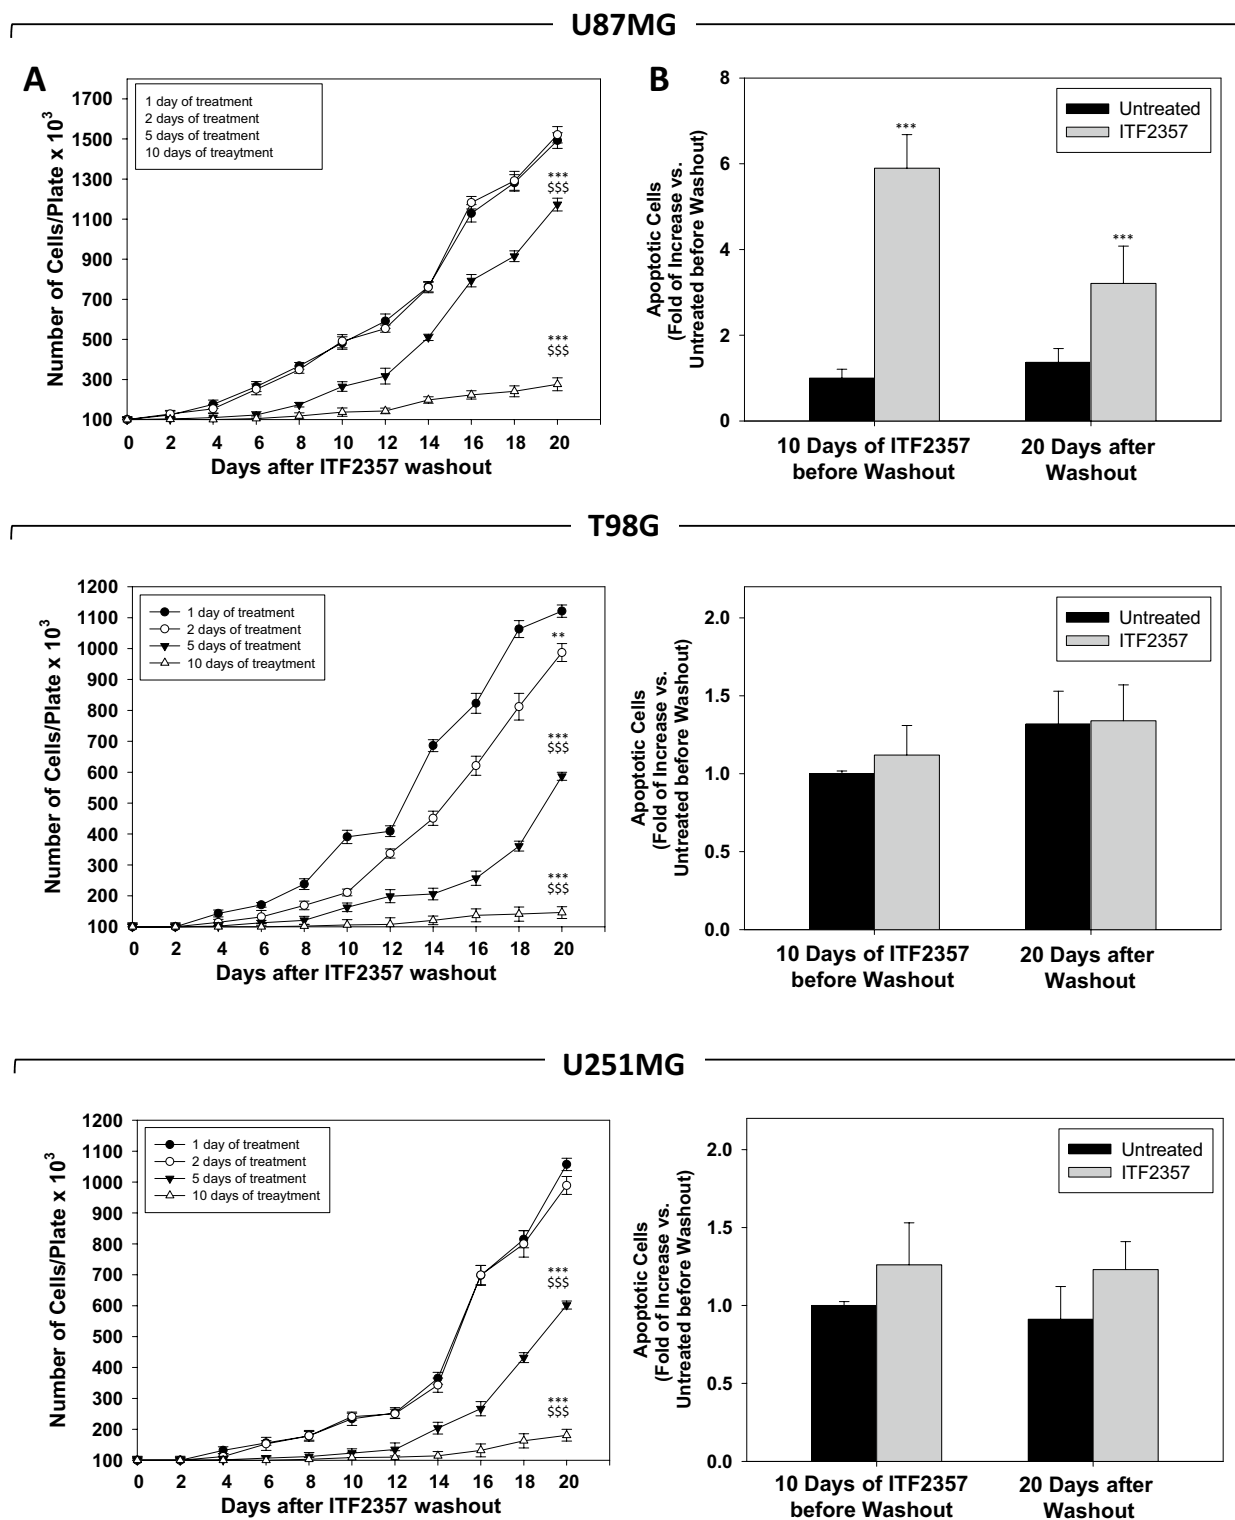 U87MG
A
Number of Cells/Plate x 10³
1700
1500
1300
1100
900
700
500
300
100
1 day of treatment
2 days of treatment
5 days of treatment
10 days of treaytment
***
$$$
***
$$$
0 2 4 6 8 10 12 14 16 18 20
Days after ITF2357 washout
B
Apoptotic Cells
(Fold of Increase vs.
Untreated before Washout)
8
6
4
2
0
Untreated
ITF2357
***
***
10 Days of ITF2357
before Washout
20 Days after
Washout
T98G
Number of Cells/Plate x 10³
1200
1100
1000
900
800
700
600
500
400
300
200
100
1 day of treatment
2 days of treatment
5 days of treatment
10 days of treaytment
**
***
$$$
***
$$$
0 2 4 6 8 10 12 14 16 18 20
Days after ITF2357 washout
Apoptotic Cells
(Fold of Increase vs.
Untreated before Washout)
2.0
1.5
1.0
0.5
0.0
Untreated
ITF2357
10 Days of ITF2357
before Washout
20 Days after
Washout
U251MG
Number of Cells/Plate x 10³
1200
1100
1000
900
800
700
600
500
400
300
200
100
1 day of treatment
2 days of treatment
5 days of treatment
10 days of treaytment
***
$$$
***
$$$
0 2 4 6 8 10 12 14 16 18 20
Days after ITF2357 washout
Apoptotic Cells
(Fold of Increase vs.
Untreated before Washout)
2.0
1.5
1.0
0.5
0.0
Untreated
ITF2357
10 Days of ITF2357
before Washout
20 Days after
Washout